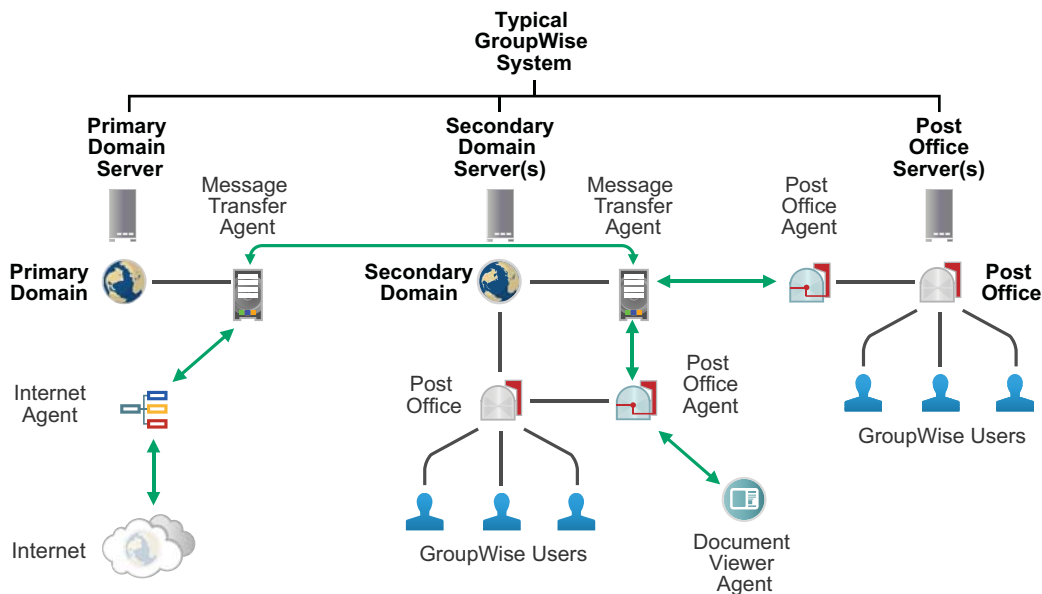 Typical
GroupWise
System
Primary
Domain
Server
Secondary
Domain
Server(s)
Post
Office
Server(s)
Message
Transfer
Agent
Message
Transfer
Agent
Post
Office
Agent
Primary
Domain
Secondary
Domain
Post
Office
Internet
Agent
Post
Office
Post
Office
Agent
GroupWise Users
Internet
GroupWise Users
Document
Viewer
Agent